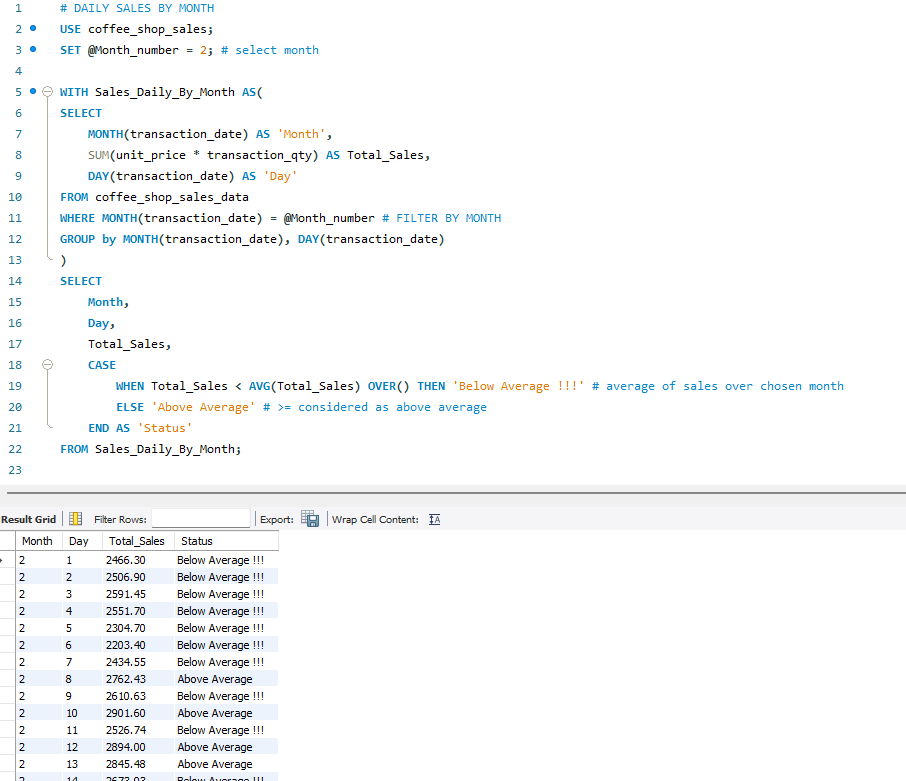 1 # DAILY SALES BY MONTH
2 USE coffee_shop_sales;
3 SET @Month_number = 2; # select month
4
5 WITH Sales_Daily_By_Month AS(
6 SELECT
7 MONTH(transaction_date) AS 'Month',
8 SUM(unit_price * transaction_qty) AS Total_Sales,
9 DAY(transaction_date) AS 'Day'
10 FROM coffee_shop_sales_data
11 WHERE MONTH(transaction_date) = @Month_number # FILTER BY MONTH
12 GROUP by MONTH(transaction_date), DAY(transaction_date)
13 )
14 SELECT
15 Month,
16 Day,
17 Total_Sales,
18 CASE
19 WHEN Total_Sales < AVG(Total_Sales) OVER() THEN 'Below Average !!!' # average of sales over chosen month
20 ELSE 'Above Average' # >= considered as above average
21 END AS 'Status'
22 FROM Sales_Daily_By_Month;
23
Result Grid Filter Rows: Export: Wrap Cell Content: IA
Month Day Total_Sales Status
2 1 2466.30 Below Average !!!
2 2 2506.90 Below Average !!!
2 3 2591.45 Below Average !!!
2 4 2551.70 Below Average !!!
2 5 2304.70 Below Average !!!
2 6 2203.40 Below Average !!!
2 7 2434.55 Below Average !!!
2 8 2762.43 Above Average
2 9 2610.63 Below Average !!!
2 10 2901.60 Above Average
2 11 2526.74 Below Average !!!
2 12 2894.00 Above Average
2 13 2845.48 Above Average
2 14 Below Average !!!